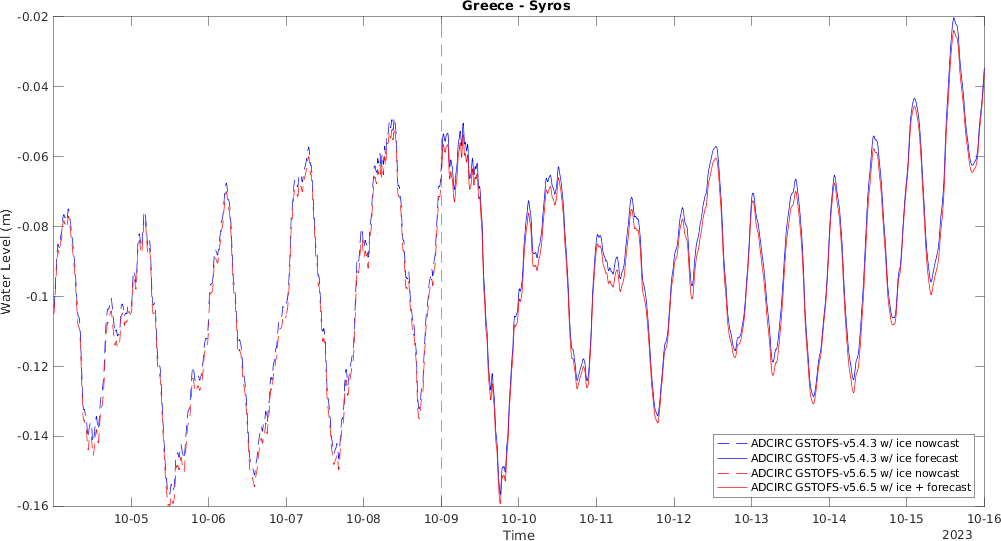 Greece - Syros
-0.02
-0.04
-0.06
-0.08
-0.1
-0.12
-0.14
-0.16
Water Level (m)
ADCIRC GSTOFS-v5.4.3 w/ ice nowcast
ADCIRC GSTOFS-v5.4.3 w/ ice forecast
ADCIRC GSTOFS-v5.6.5 w/ ice nowcast
ADCIRC GSTOFS-v5.6.5 w/ ice + forecast
10-05 10-06 10-07 10-08 10-09 10-10 10-11 10-12 10-13 10-14 10-15 10-16
Time
2023